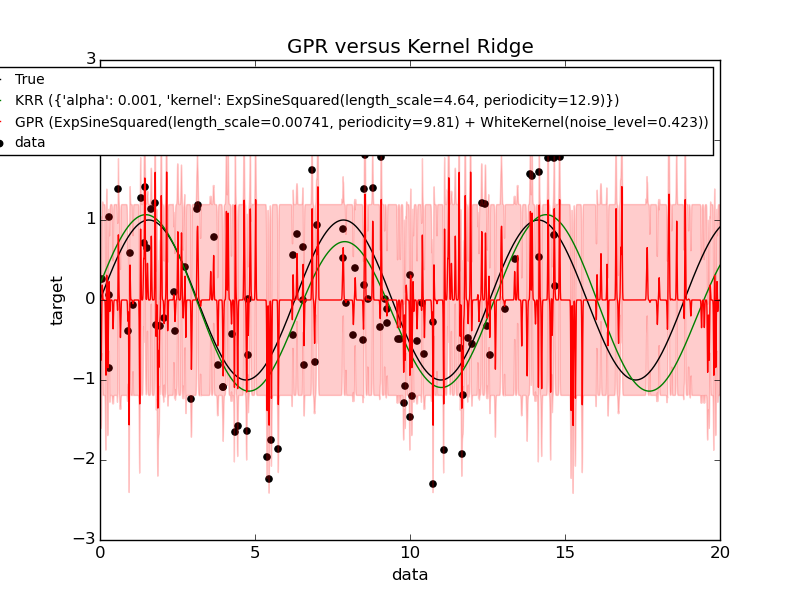 GPR versus Kernel Ridge
3
True
KRR ({'alpha': 0.001, 'kernel': ExpSineSquared(length_scale=4.64, periodicity=12.9)})
GPR (ExpSineSquared(length_scale=0.00741, periodicity=9.81) + WhiteKernel(noise_level=0.423))
data
1
0
−1
−2
−3
target
0 5 10 15 20
data